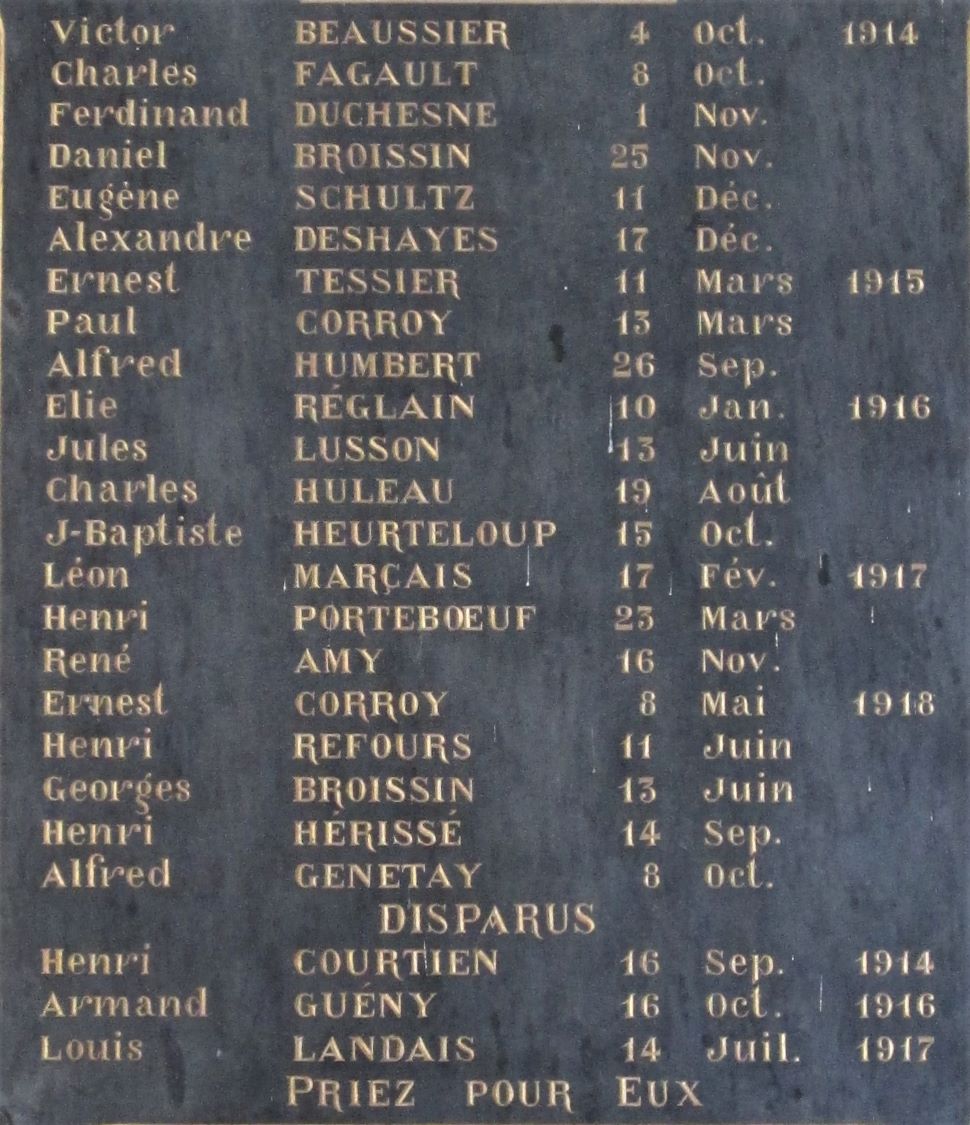 Victor BEAUSSIER 4 Oct. 1914
Charles FAGAULT 8 Oct.
Ferdinand DUCHESNE 1 Nov.
Daniel BROISSIN 25 Nov.
Eugène SCHULTZ 11 Déc.
Alexandre DESHAYES 17 Déc.
Ernest TESSIER 11 Mars 1915
Paul CORROY 13 Mars
Alfred HUMBERT 26 Sep.
Elie RÉGLAIN 10 Jan. 1916
Jules LUSSON 13 Juin
Charles HULEAU 19 Août
J-Baptiste HEURTELOUP 15 Oct.
Léon MARÇAIS 17 Fév. 1917
Henri PORTEBŒUF 23 Mars
René AMY 16 Nov.
Ernest CORROY 8 Mai 1918
Henri REFOURS 11 Juin
Georges BROISSIN 13 Juin
Henri HÉRISSÉ 14 Sep.
Alfred GENETAY 8 Oct.
DISPARUS
Henri COURTIEN 16 Sep. 1914
Armand GUÉNY 16 Oct. 1916
Louis LANDAIS 14 Juil. 1917
PRIEZ POUR EUX